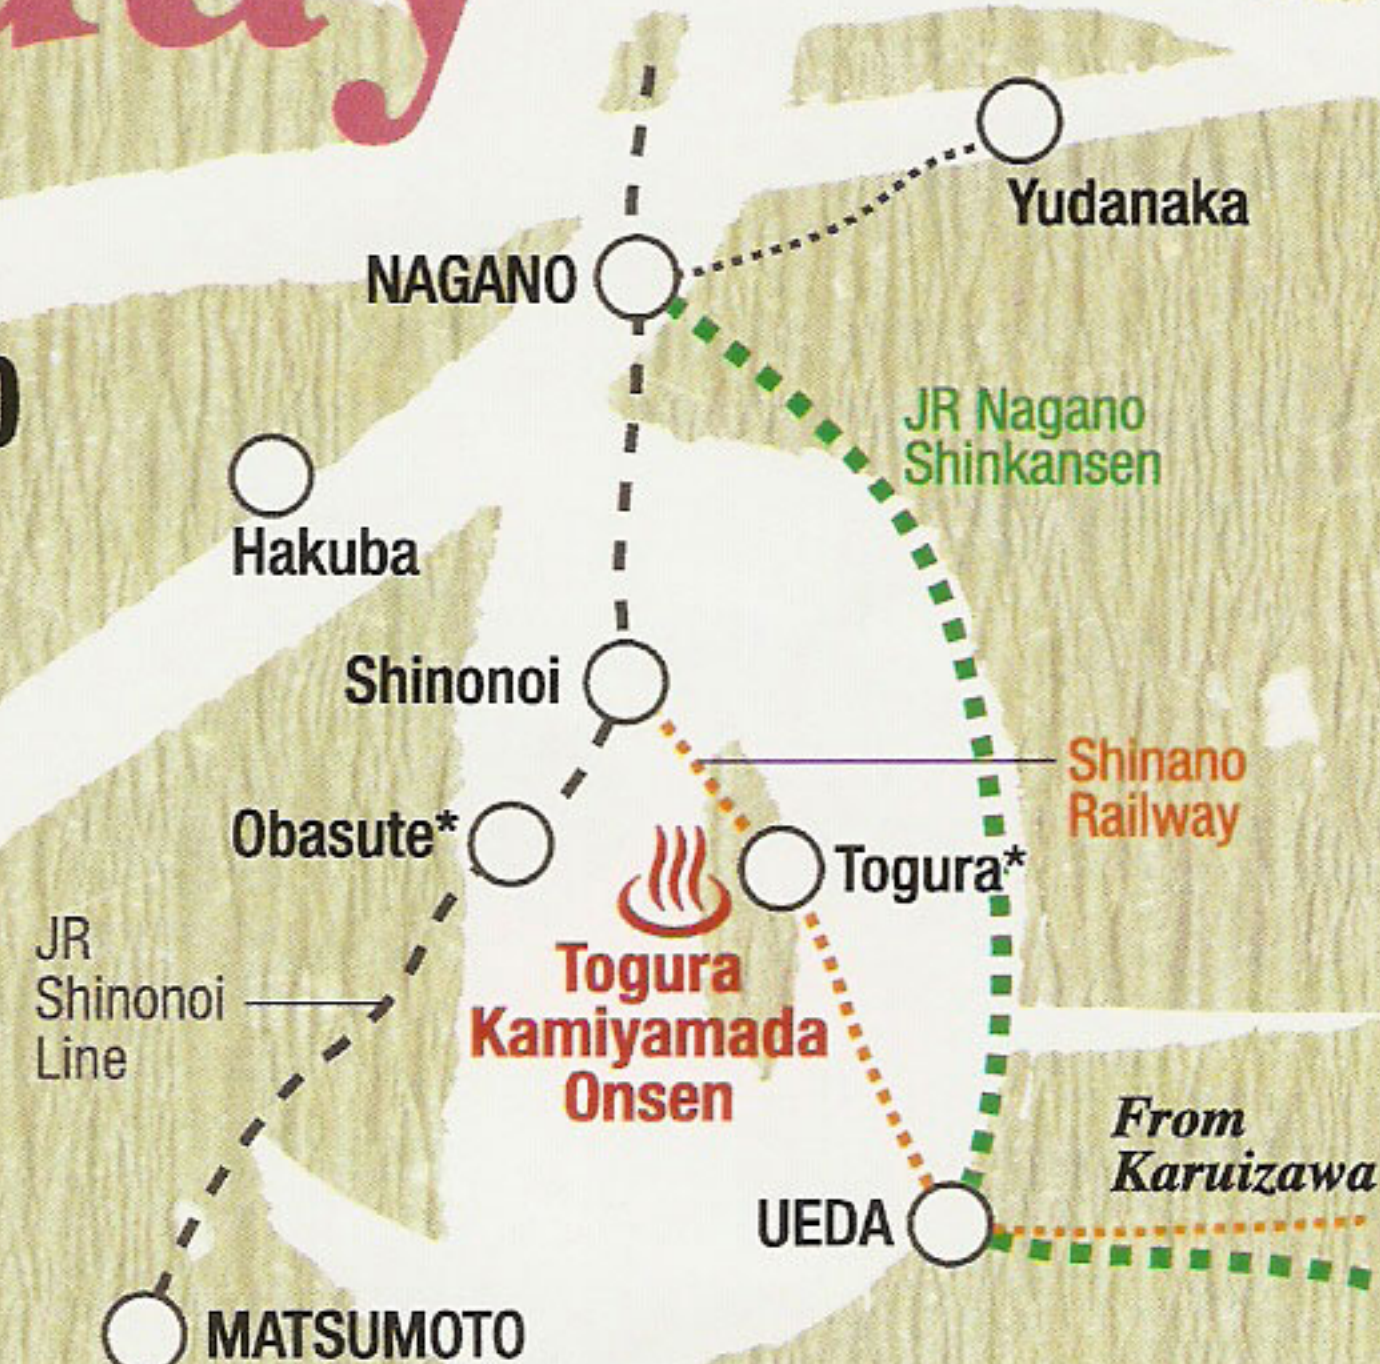 Yudanaka
NAGANO
JR Nagano
Shinkansen
Hakuba
Shinonoi
Shinano
Railway
Obasute*
Togura*
JR
Shinonoi
Line
Togura
Kamiyamada
Onsen
From
Karuizawa
UEDA
MATSUMOTO